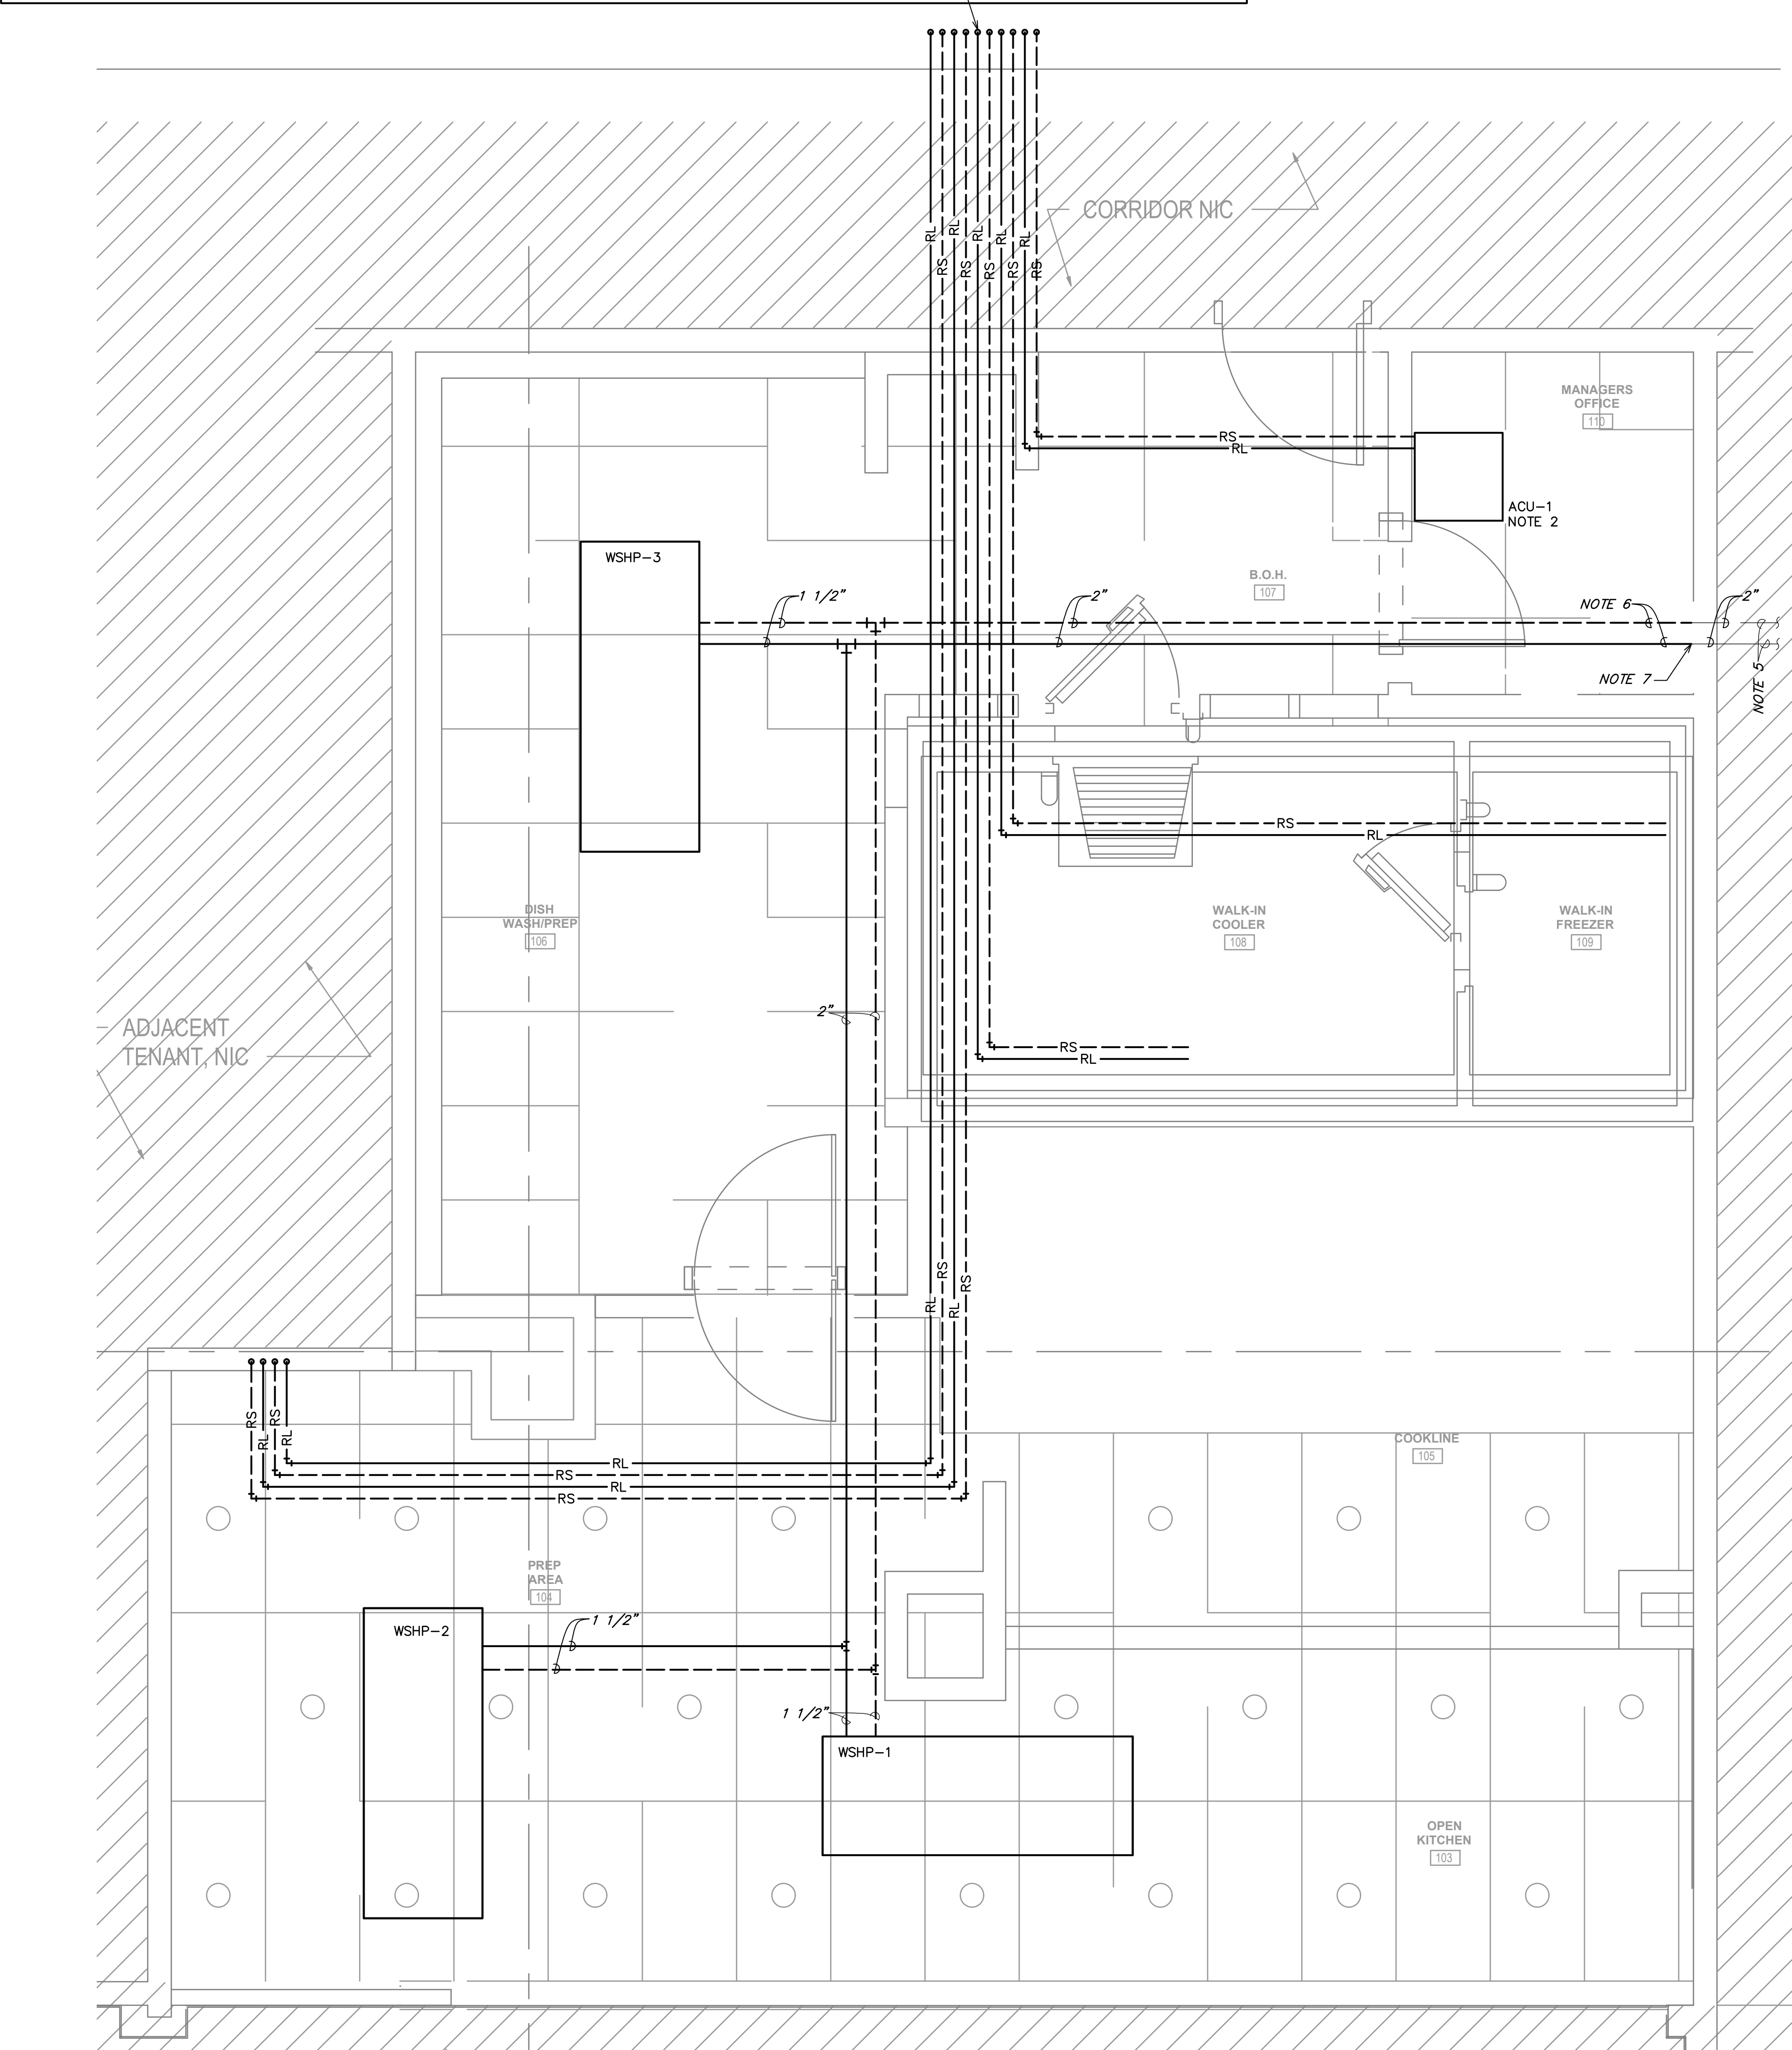 CORRIDOR NIC
RL
RS
RL
RS
RL
RS
RL
RS
RL
RS
MANAGERS
OFFICE
110
RS
RL
ACU-1
NOTE 2
WSHP-3
B.O.H.
107
1 1/2"
2"
NOTE 6
2"
NOTE 7
NOTE 5
RS
RL
DISH
WASH/PREP
106
WALK-IN
COOLER
108
WALK-IN
FREEZER
109
2"
ADJACENT
TENANT, NIC
RS
RL
RL
RS
RL
RS
RS
RL
RS
RL
RL
RS
RL
RS
COOKLINE
105
PREP
AREA
104
WSHP-2
1 1/2"
1 1/2"
WSHP-1
OPEN
KITCHEN
103